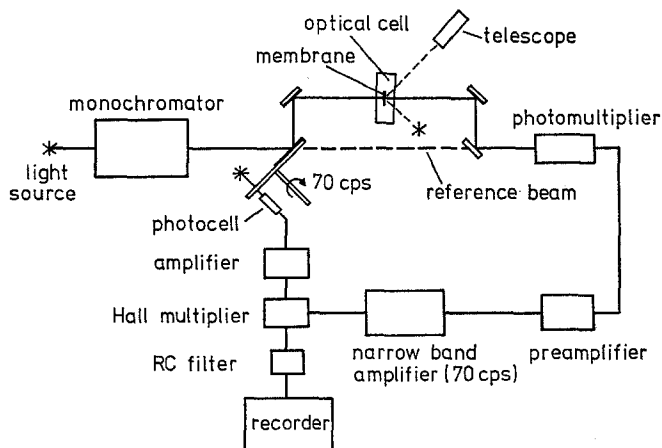 optical cell
membrane
telescope
monochromator
photomultiplier
light
source
70 cps
reference beam
photocell
amplifier
Hall multiplier
narrow band
amplifier (70 cps)
preamplifier
RC filter
recorder